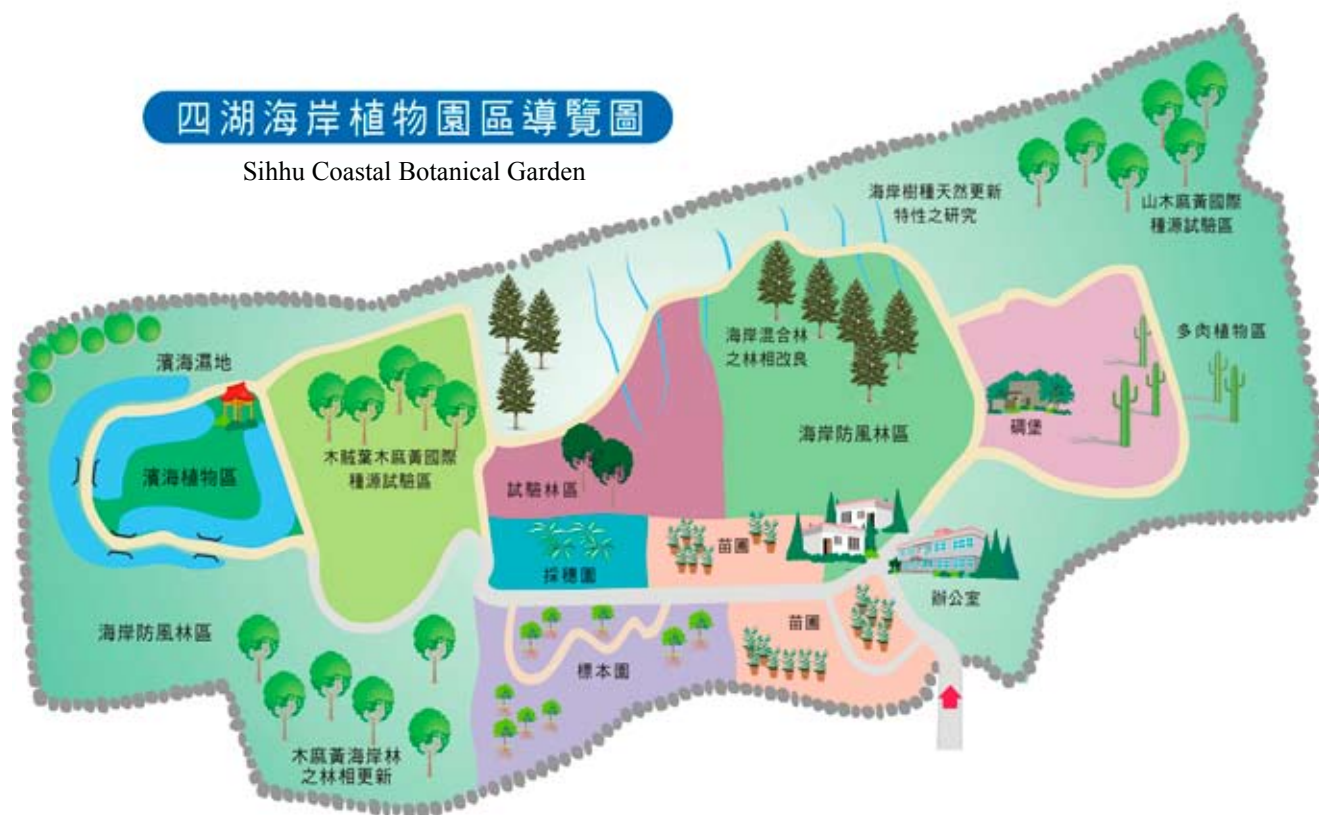 四湖海岸植物園區導覽圖
Sihhu Coastal Botanical Garden
海岸樹種天然更新
特性之研究
山木麻黃國際
種源試驗區
濱海濕地
海岸混合林
之林相改良
多肉植物區
碉堡
海岸防風林區
木賊葉木麻黃國際
種源試驗區
濱海植物區
試驗林區
苗圃
採穗園
辦公室
海岸防風林區
苗圃
標本園
木麻黃海岸林
之林相更新